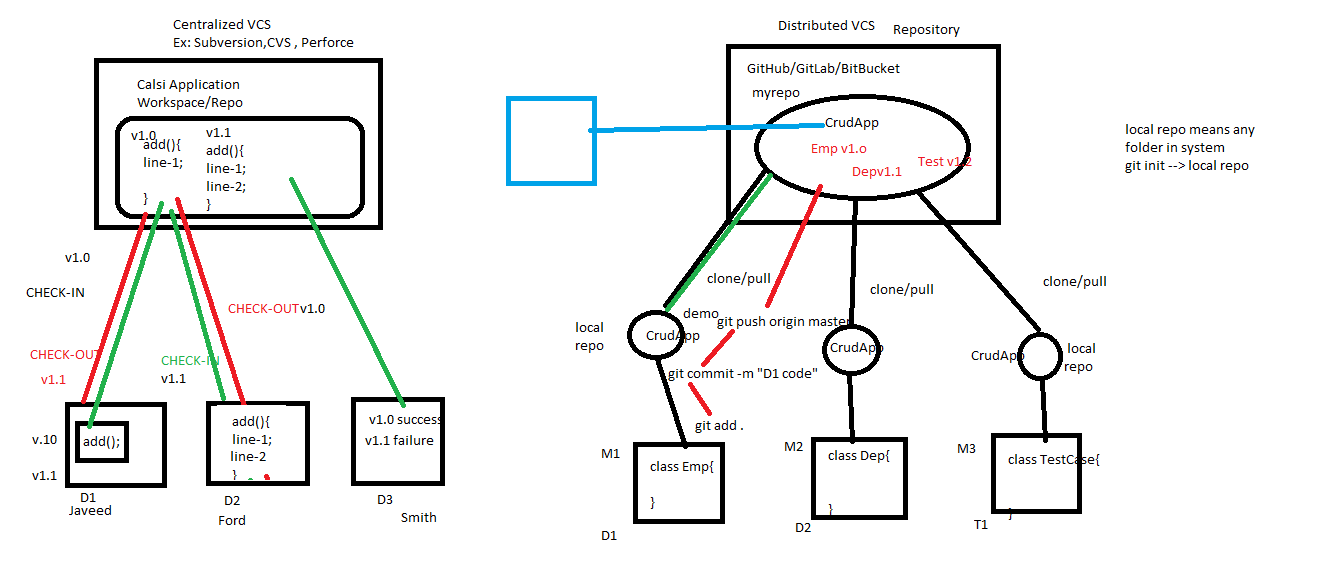 Centralized VCS
Ex: Subversion,CVS , Perforce
Calsi Application
Workspace/Repo
v1.0
add(){
line-1;
}
v1.1
add(){
line-1;
line-2;
}
v1.0
CHECK-IN
CHECK-OUT
v1.1
CHECK-OUT v1.0
CHECK-IN
v1.1
v.10
v1.1
add();
D1
Javeed
add(){
line-1;
line-2
}
D2
Ford
v1.0 success
v1.1 failure
D3
Smith
Distributed VCS
Repository
GitHub/GitLab/BitBucket
myrepo
CrudApp
Emp v1.o
Depv1.1
Test v1.2
clone/pull
clone/pull
clone/pull
local
repo
demo
CrudApp
git push origin master
git commit -m "D1 code"
git add .
CrudApp
CrudApp
local
repo
M1
class Emp{
}
D1
M2
class Dep{
}
D2
M3
class TestCase{
}
T1
local repo means any
folder in system
git init --> local repo